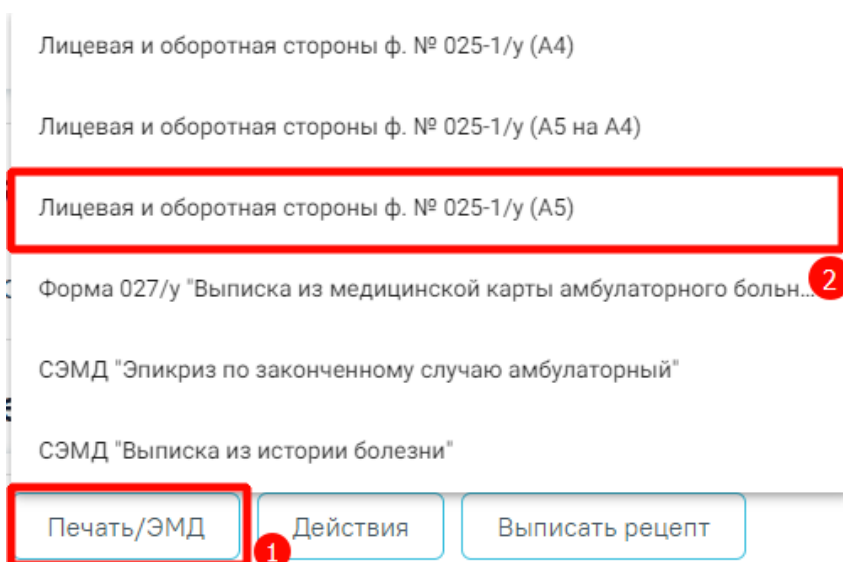 Лицевая и оборотная стороны ф. № 025-1/у (А4)
Лицевая и оборотная стороны ф. № 025-1/у (А5 на А4)
Лицевая и оборотная стороны ф. № 025-1/у (А5)
Форма 027/у "Выписка из медицинской карты амбулаторного больн...
2
СЭМД "Эпикриз по законченному случаю амбулаторный"
СЭМД "Выписка из истории болезни"
Печать/ЭМД Действия Выписать рецепт
1